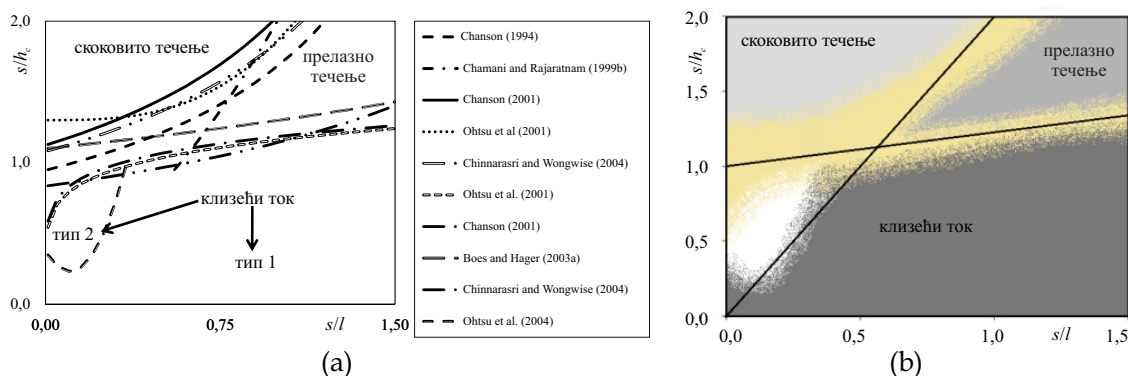 2,0
s/h_c
1,0
0,0
скоковито течење
прелазно
течење
клизећи ток
тип 2
тип 1
0,00
0,75
s/l
1,50
Chanson (1994)
Chamani and Rajaratnam (1999b)
Chanson (2001)
Ohtsu et al (2001)
Chinnarasri and Wongwise (2004)
Ohtsu et al. (2001)
Chanson (2001)
Boes and Hager (2003a)
Chinnarasri and Wongwise (2004)
Ohtsu et al. (2004)
(a)
2,0
s/h_c
1,5
1,0
0,5
0,0
скоковито течење
прелазно
течење
клизећи ток
0,0
0,5
1,0
s/l
1,5
(b)